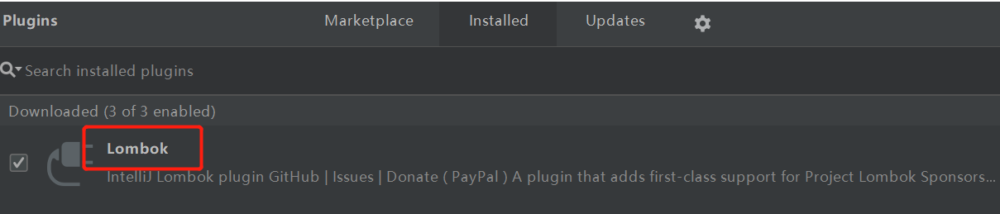 Plugins Marketplace Installed Updates
Search installed plugins
Downloaded (3 of 3 enabled)
Lombok
IntelliJ Lombok plugin GitHub | Issues | Donate ( PayPal ) A plugin that adds first-class support for Project Lombok Sponsors...